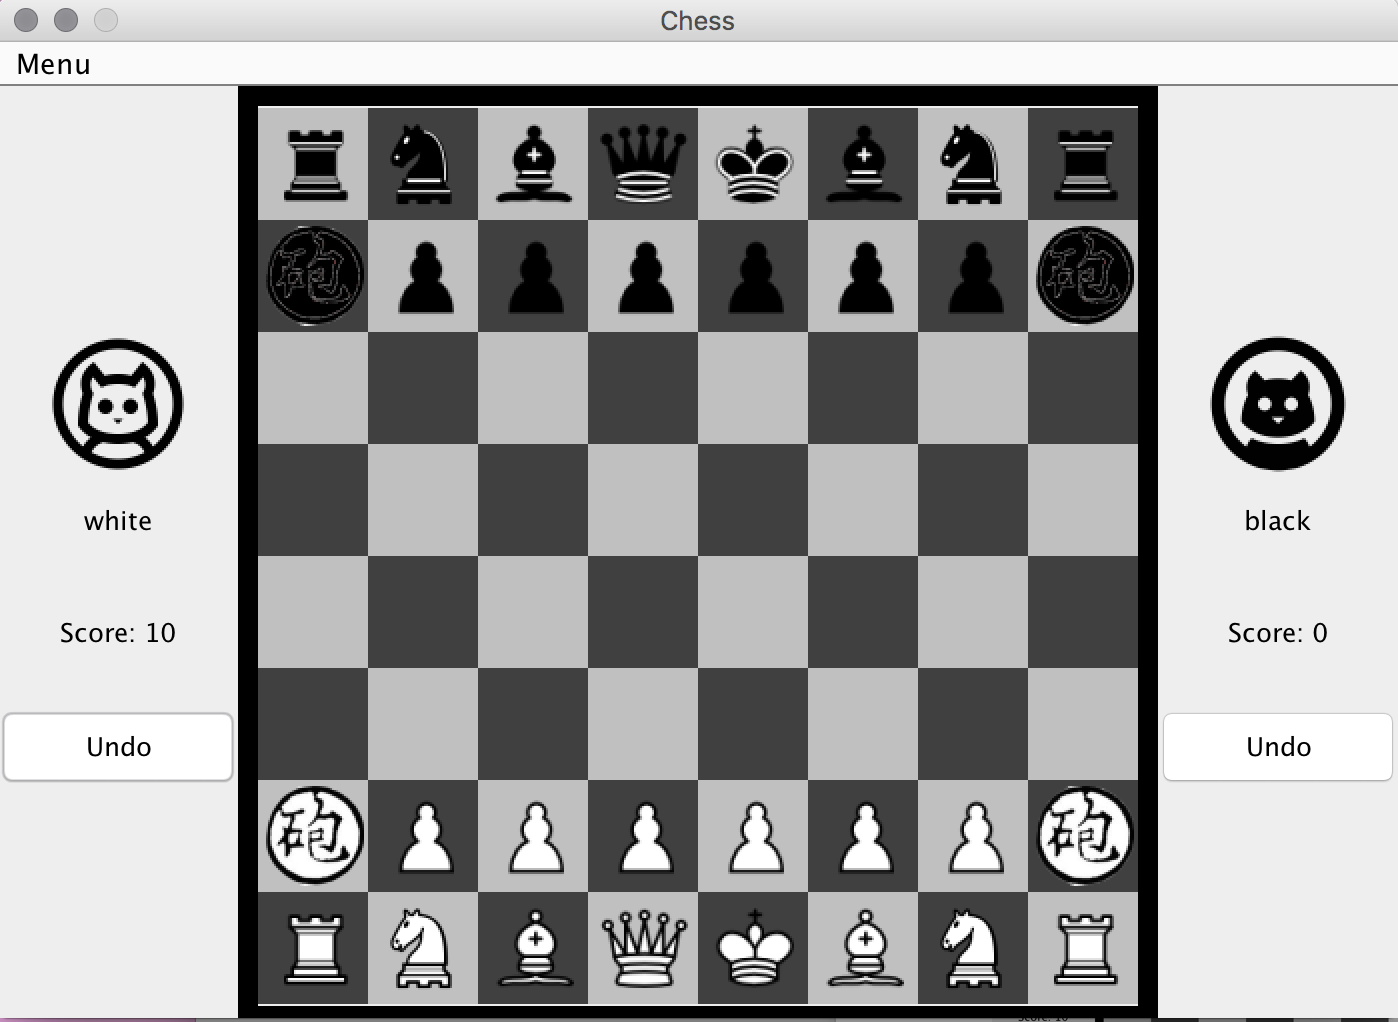 Chess
Menu
砲 砲
white
black
Score: 10
Score: 0
Undo
Undo
砲 砲